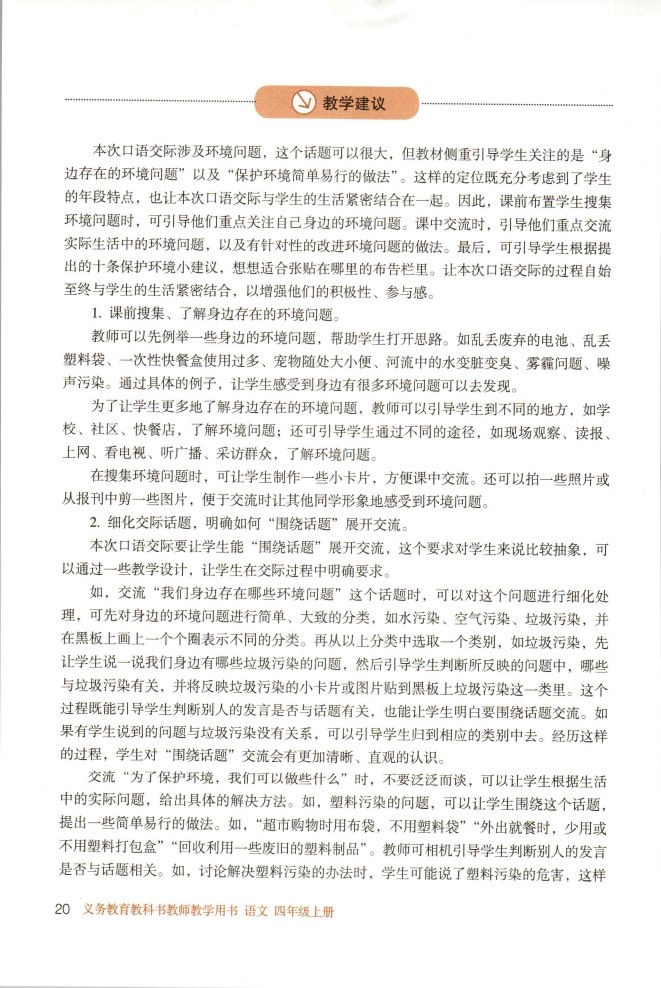 教学建议
本次口语交际涉及环境问题，这个话题可以很大，但教材侧重引导学生关注的是“身
边存在的环境问题”以及“保护环境简单易行的做法”。这样的定位既充分考虑到了学生
的年段特点，也让本次口语交际与学生的生活紧密结合在一起。因此，课前布置学生搜集
环境问题时，可引导他们重点关注自己身边的环境问题。课中交流时，引导他们重点交流
实际生活中的环境问题，以及有针对性的改进环境问题的做法。最后，可引导学生根据提
出的十条保护环境小建议，想想适合张贴在哪里的布告栏里。让本次口语交际的过程自始
至终与学生的生活紧密结合，以增强他们的积极性、参与感。
1. 课前搜集、了解身边存在的环境问题。
教师可以先例举一些身边的环境问题，帮助学生打开思路。如乱丢废弃的电池、乱丢
塑料袋、一次性快餐盒使用过多、宠物随处大小便、河流中的水变脏变臭、雾霾问题、噪
声污染。通过具体的例子，让学生感受到身边有很多环境问题可以去发现。
为了让学生更多地了解身边存在的环境问题，教师可以引导学生到不同的地方，如学
校、社区、快餐店，了解环境问题；还可引导学生通过不同的途径，如现场观察、读报、
上网、看电视、听广播、采访群众，了解环境问题。
在搜集环境问题时，可让学生制作一些小卡片，方便课中交流。还可以拍一些照片或
从报刊中剪一些图片，便于交流时让其他同学形象地感受到环境问题。
2. 细化交际话题，明确如何“围绕话题”展开交流。
本次口语交际要让学生能“围绕话题”展开交流，这个要求对学生来说比较抽象，可
以通过一些教学设计，让学生在交际过程中明确要求。
如，交流“我们身边存在哪些环境问题”这个话题时，可以对这个问题进行细化处
理，可先对身边的环境问题进行简单、大致的分类，如水污染、空气污染、垃圾污染，并
在黑板上画上一个个圈表示不同的分类。再从以上分类中选取一个类别，如垃圾污染，先
让学生说一说我们身边有哪些垃圾污染的问题，然后引导学生判断所反映的问题中，哪些
与垃圾污染有关，并将反映垃圾污染的小卡片或图片贴到黑板上垃圾污染这一类里。这个
过程既能引导学生判断别人的发言是否与话题有关，也能让学生明白要围绕话题交流。如
果有学生说到的问题与垃圾污染没有关系，可以引导学生归到相应的类别中去。经历这样
的过程，学生对“围绕话题”交流会有更加清晰、直观的认识。
交流“为了保护环境，我们可以做些什么”时，不要泛泛而谈，可以让学生根据生活
中的实际问题，给出具体的解决方法。如，塑料污染的问题，可以让学生围绕这个话题，
提出一些简单易行的做法。如，“超市购物时用布袋，不用塑料袋”“外出就餐时，少用或
不用塑料打包盒”“回收利用一些废旧的塑料制品”。教师可相机引导学生判断别人的发言
是否与话题相关。如，讨论解决塑料污染的办法时，学生可能说了塑料污染的危害，这样
20 义务教育教科书教师教学用书 语文 四年级上册